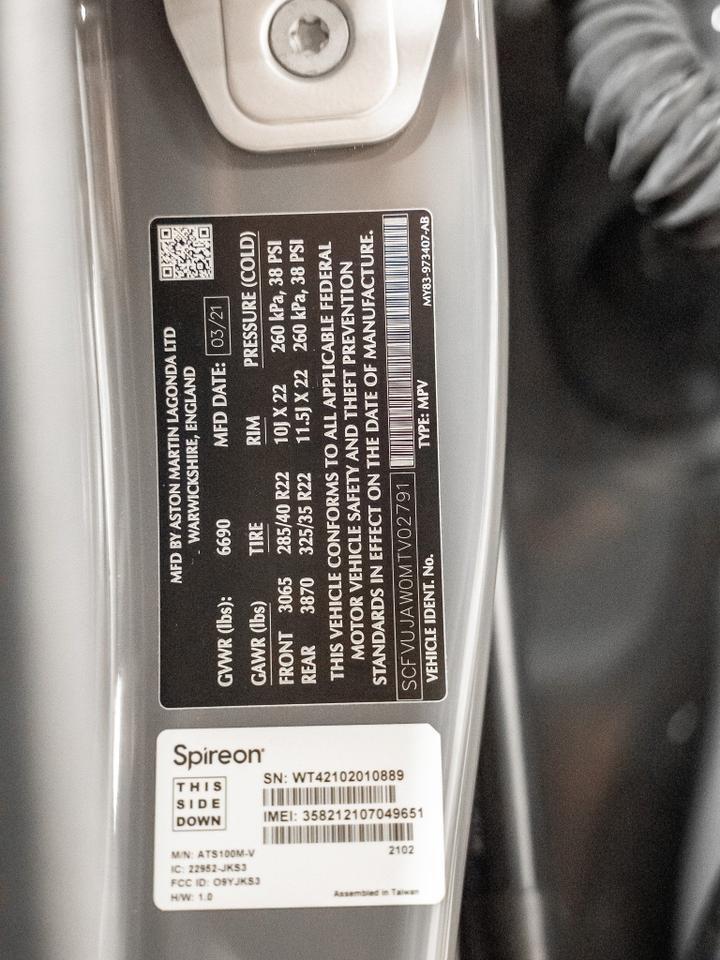 MFD BY ASTON MARTIN LAGONDA LTD
WARWICKSHIRE, ENGLAND
GVWR (lbs): 6690 MFD DATE: 03/21
GAWR (lbs) TIRE RIM PRESSURE (COLD)
FRONT 3065 285/40 R22 10J X 22 260 kPa, 38 PSI
REAR 3870 325/35 R22 11.5J X 22 260 kPa, 38 PSI
THIS VEHICLE CONFORMS TO ALL APPLICABLE FEDERAL
MOTOR VEHICLE SAFETY AND THEFT PREVENTION
STANDARDS IN EFFECT ON THE DATE OF MANUFACTURE.
SCFVUJAW0MTV02791
VEHICLE IDENT. No. TYPE: MPV MY83-973407-AB
Spireon
THIS
SIDE
DOWN
SN: WT42102010889
IMEI: 358212107049651
2102
M/N: ATS100M-V
IC: 22952-JKS3
FCC ID: O9YJKS3
H/W: 1.0
Assembled in Taiwan